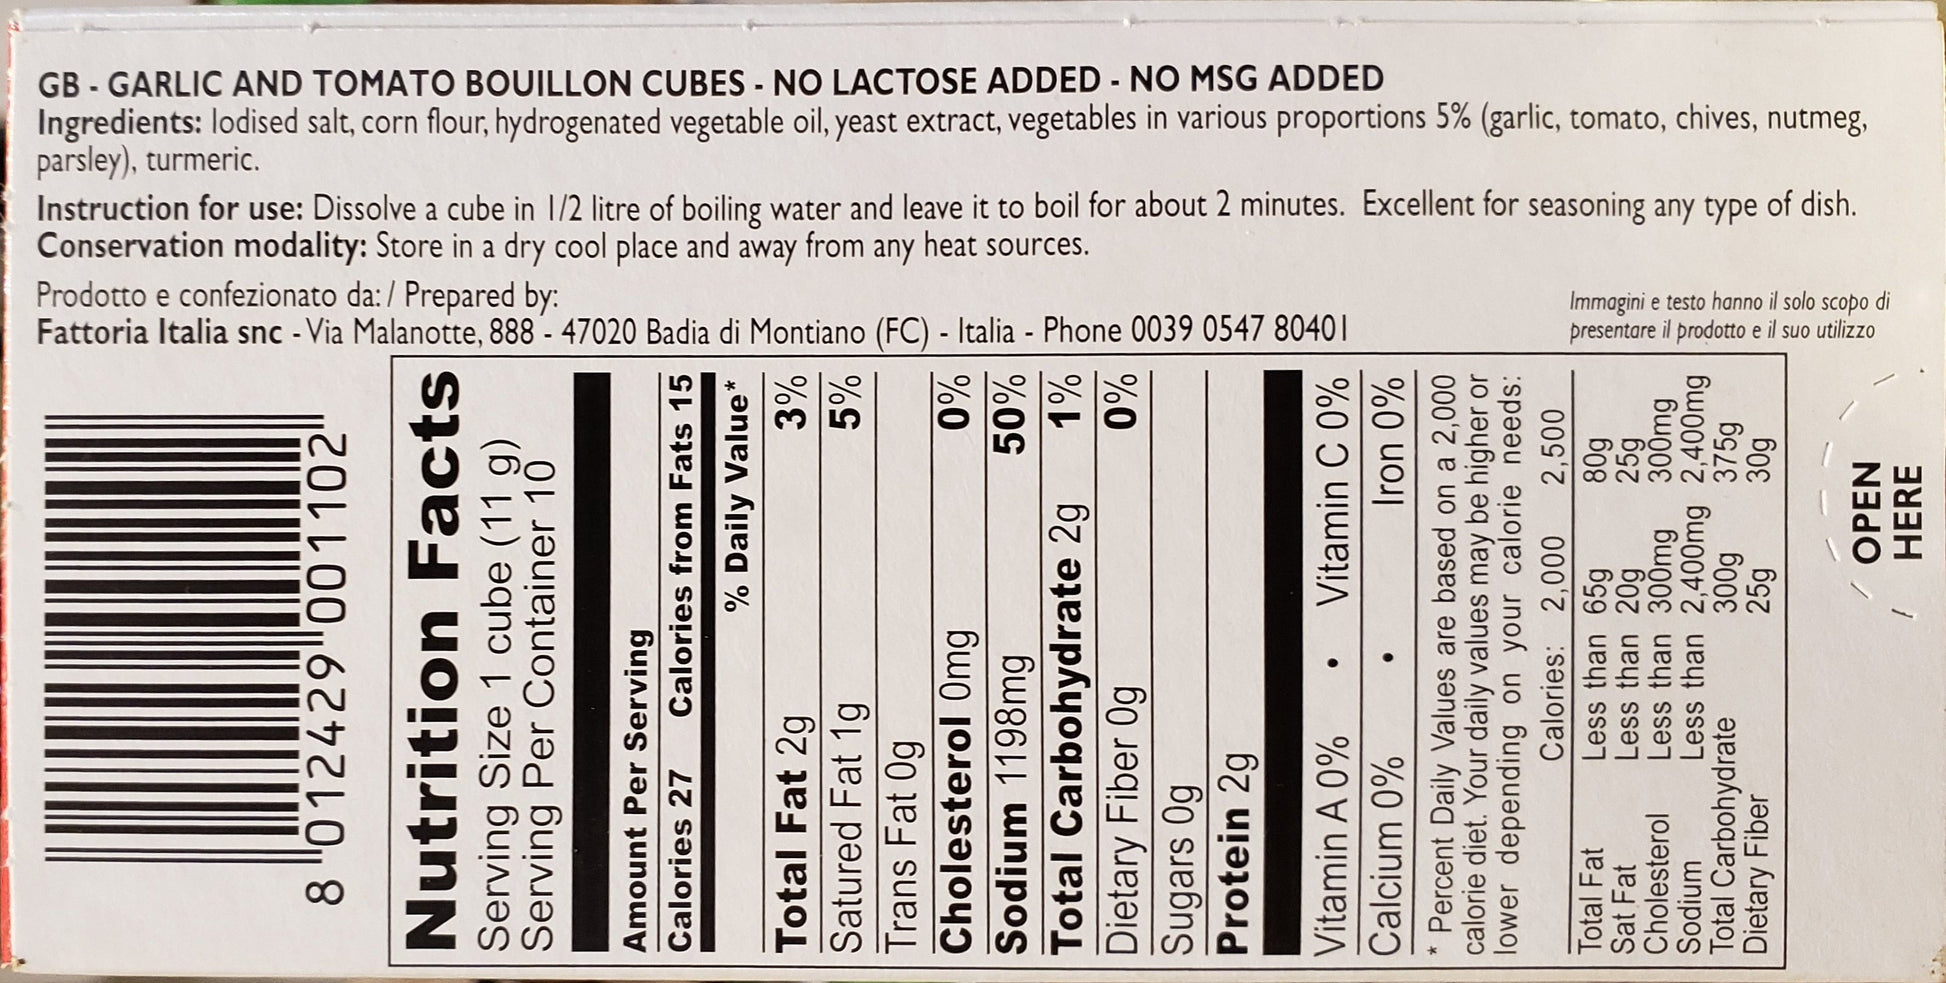 GB - GARLIC AND TOMATO BOUILLON CUBES - NO LACTOSE ADDED - NO MSG ADDED
Ingredients: Iodised salt, corn flour, hydrogenated vegetable oil, yeast extract, vegetables in various proportions 5% (garlic, tomato, chives, nutmeg,
parsley), turmeric.
Instruction for use: Dissolve a cube in 1/2 litre of boiling water and leave it to boil for about 2 minutes. Excellent for seasoning any type of dish.
Conservation modality: Store in a dry cool place and away from any heat sources.
Prodotto e confezionato da: / Prepared by:
Fattoria Italia snc - Via Malanotte, 888 - 47020 Badia di Montiano (FC) - Italia - Phone 0039 0547 80401
Immagini e testo hanno il solo scopo di
presentare il prodotto e il suo utilizzo
8 012429 001102
Nutrition Facts
Serving Size 1 cube (11 g)
Serving Per Container 10
Amount Per Serving
Calories 27 Calories from Fats 15
% Daily Value*
Total Fat 2g 3%
Satured Fat 1g 5%
Trans Fat 0g
Cholesterol 0mg 0%
Sodium 1198mg 50%
Total Carbohydrate 2g 1%
Dietary Fiber 0g 0%
Sugars 0g
Protein 2g
Vitamin A 0% • Vitamin C 0%
Calcium 0% • Iron 0%
* Percent Daily Values are based on a 2,000
calorie diet. Your daily values may be higher or
lower depending on your calorie needs:
Calories: 2,000 2,500
Total Fat Less than 65g 80g
Sat Fat Less than 20g 25g
Cholesterol Less than 300mg 300mg
Sodium Less than 2,400mg 2,400mg
Total Carbohydrate 300g 375g
Dietary Fiber 25g 30g
OPEN
HERE